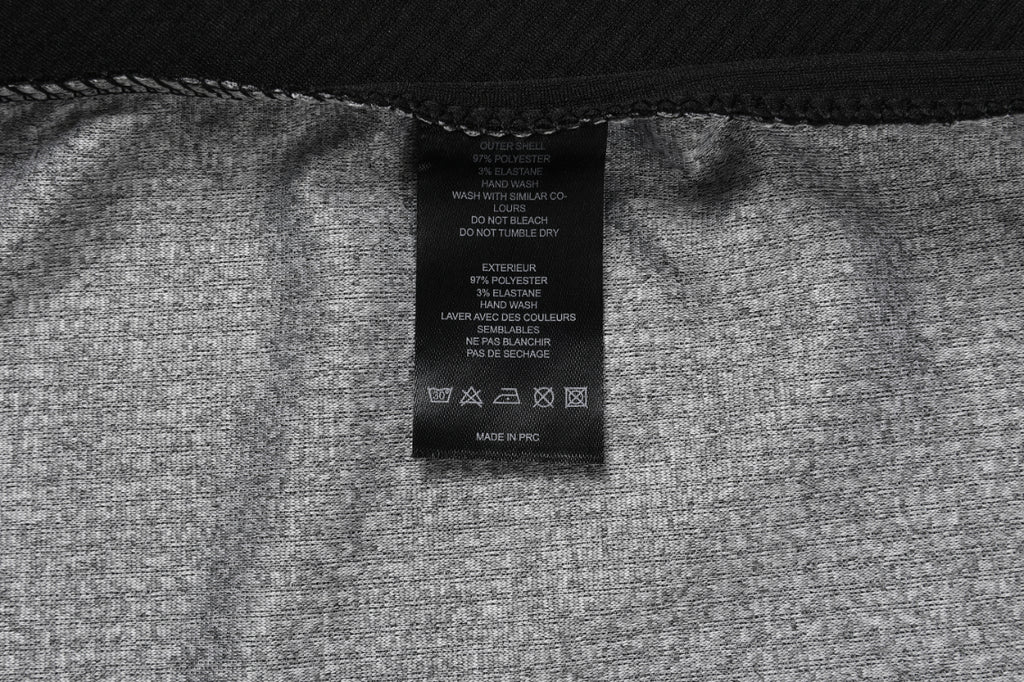 OUTER SHELL
97% POLYESTER
3% ELASTANE
HAND WASH
WASH WITH SIMILAR CO-
LOURS
DO NOT BLEACH
DO NOT TUMBLE DRY
EXTERIEUR
97% POLYESTER
3% ELASTANE
HAND WASH
LAVER AVEC DES COULEURS
SEMBLABLES
NE PAS BLANCHIR
PAS DE SECHAGE
30°
MADE IN PRC